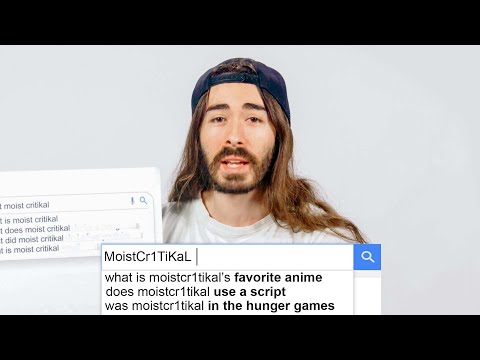 t moist critikal
t is moist critikal
t does moist critikal
t did moist critikal
t moist critikal
MoistCr1TiKaL
what is moistcr1tikal's favorite anime
does moistcr1tikal use a script
was moistcr1tikal in the hunger games